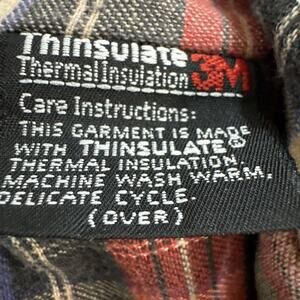 Thinsulate
Thermal Insulation 3M
Care Instructions:
THIS GARMENT IS MADE
WITH THINSULATE®
THERMAL INSULATION.
MACHINE WASH WARM,
DELICATE CYCLE.
(OVER)